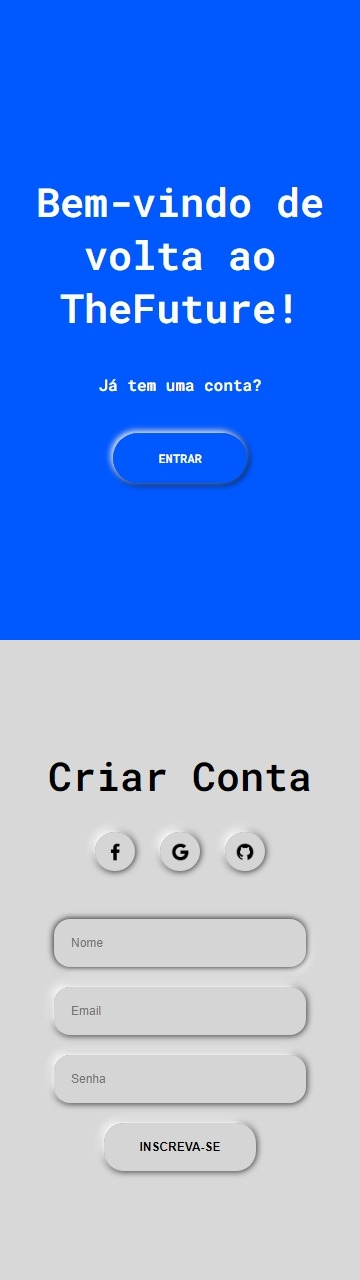 Bem-vindo de
volta ao
TheFuture!
Já tem uma conta?
ENTRAR
Criar Conta
Nome
Email
Senha
INSCREVA-SE